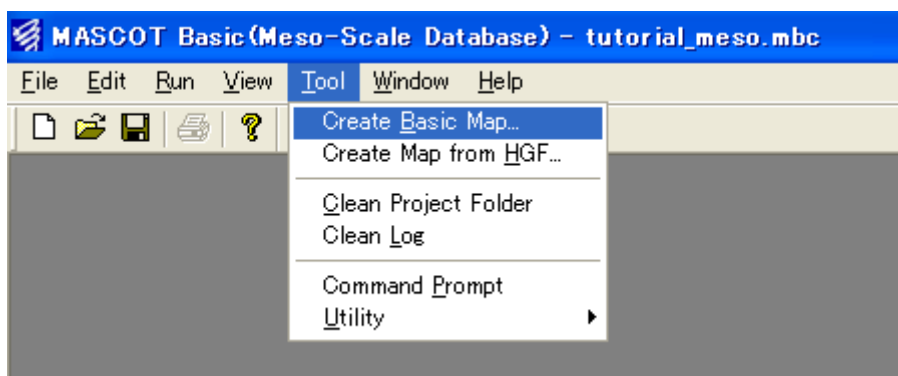 MASCOT Basic(Meso-Scale Database) - tutorial_meso.mbc
File Edit Run View Tool Window Help
Create Basic Map...
Create Map from HGF...
Clean Project Folder
Clean Log
Command Prompt
Utility